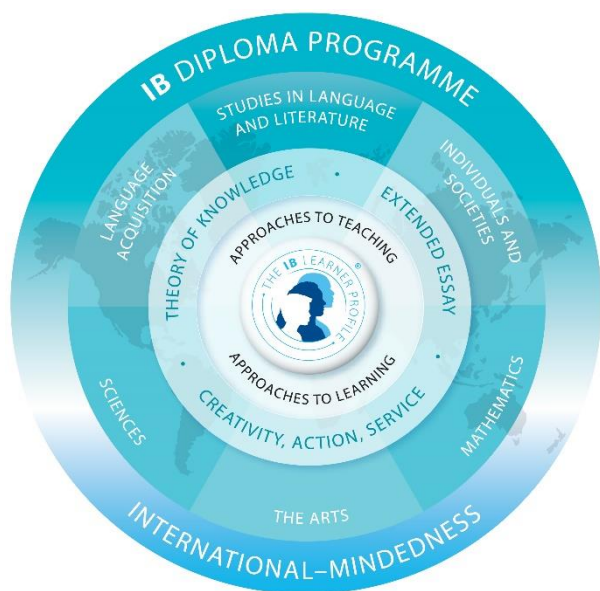 IB DIPLOMA PROGRAMME
STUDIES IN LANGUAGE
AND LITERATURE
LANGUAGE
ACQUISITION
INDIVIDUALS AND
SOCIETIES
THEORY OF KNOWLEDGE ·
EXTENDED ESSAY ·
APPROACHES TO TEACHING
THE IB LEARNER PROFILE ®
APPROACHES TO LEARNING
CREATIVITY, ACTION, SERVICE ·
SCIENCES
MATHEMATICS
THE ARTS
INTERNATIONAL–MINDEDNESS